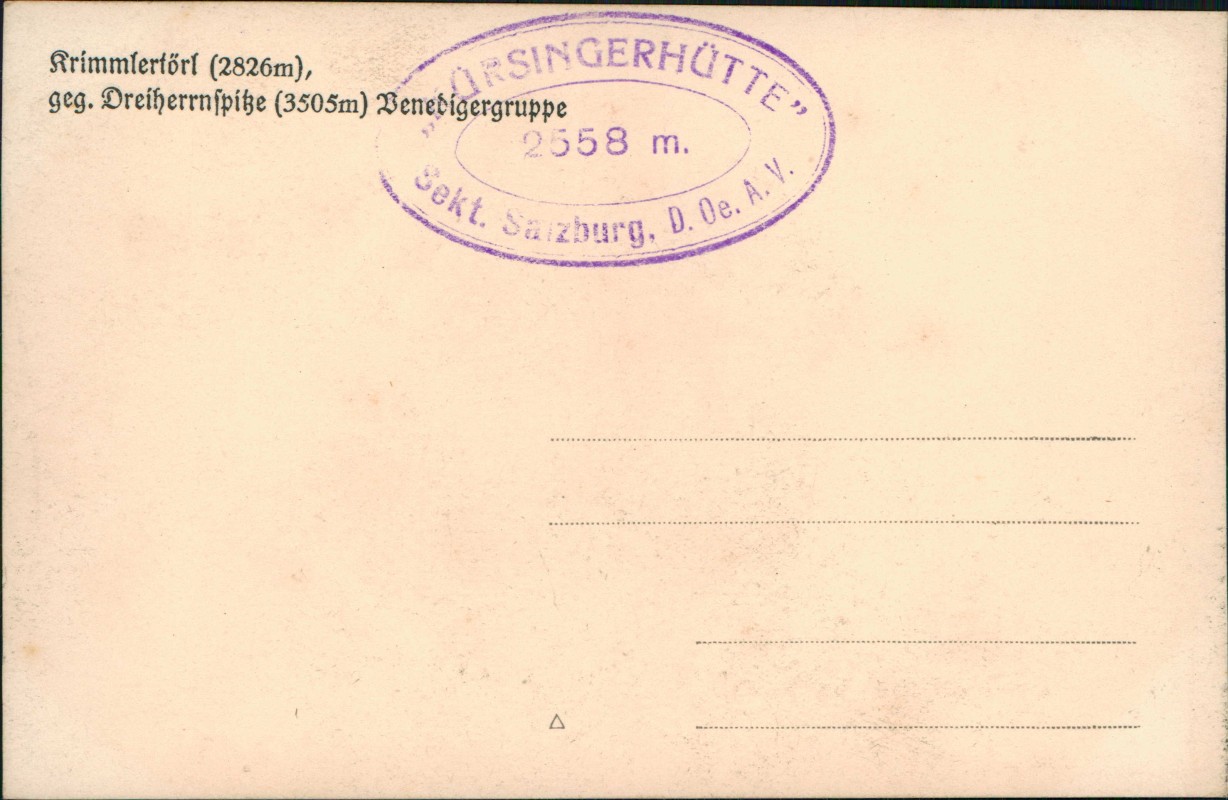 Krimmlertörl (2826m),
geg. Dreiherrnspitze (3505m) Venedigergruppe
„KÜRSINGERHÜTTE”
2558 m.
Sekt. Salzburg, D. Oe. A. V.